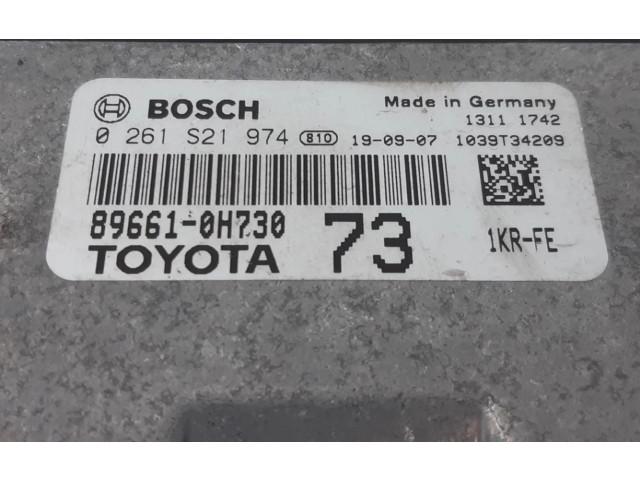 BOSCH Made in Germany
1311 1742
0 261 S21 974 810 19-09-07 1039T34209
89661-0H730
TOYOTA 73 1KR-FE